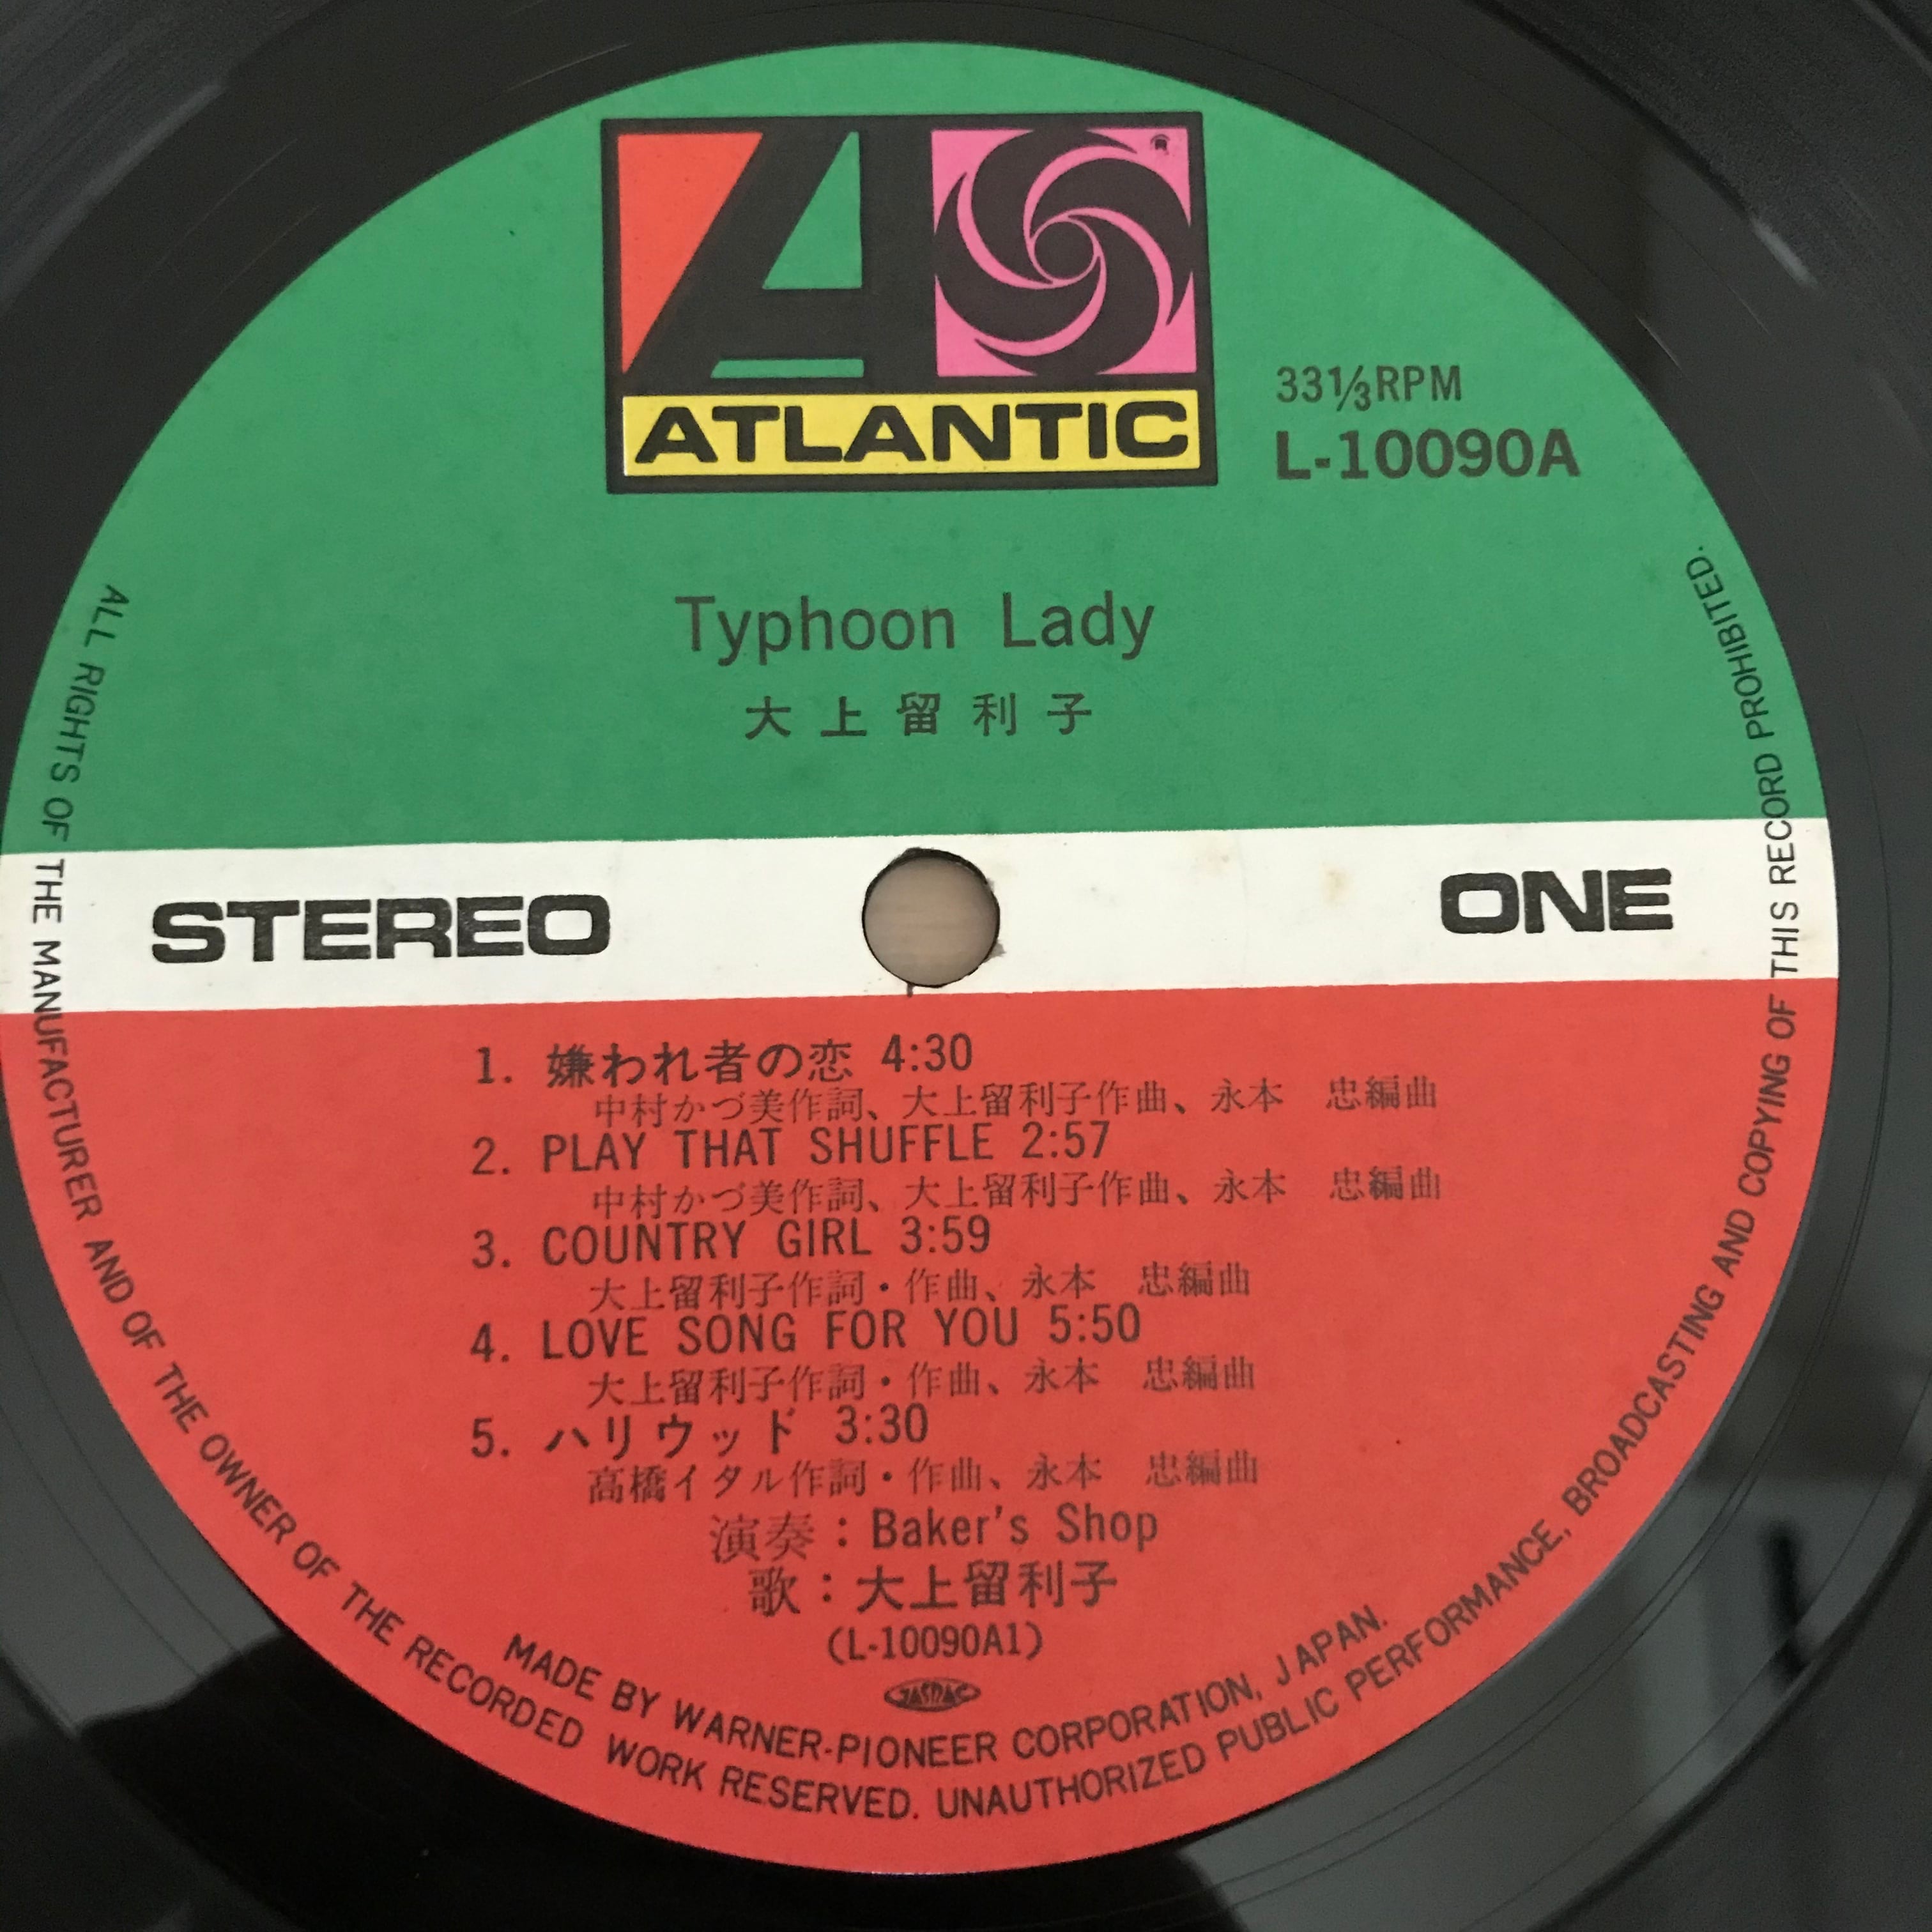 ATLANTIC
33⅓RPM
L-10090A
Typhoon Lady
大上留利子
STEREO
ONE
1. 嫌われ者の恋 4:30
中村かづ美作詞、大上留利子作曲、永本 忠編曲
2. PLAY THAT SHUFFLE 2:57
中村かづ美作詞、大上留利子作曲、永本 忠編曲
3. COUNTRY GIRL 3:59
大上留利子作詞・作曲、永本 忠編曲
4. LOVE SONG FOR YOU 5:50
大上留利子作詞・作曲、永本 忠編曲
5. ハリウッド 3:30
高橋イタル作詞・作曲、永本 忠編曲
演奏：Baker's Shop
歌：大上留利子
(L-10090A1)
JASRAC
MADE BY WARNER-PIONEER CORPORATION, JAPAN.
ALL RIGHTS OF THE MANUFACTURER AND OF THE OWNER OF THE RECORDED WORK RESERVED. UNAUTHORIZED PUBLIC PERFORMANCE, BROADCASTING AND COPYING OF THIS RECORD PROHIBITED.